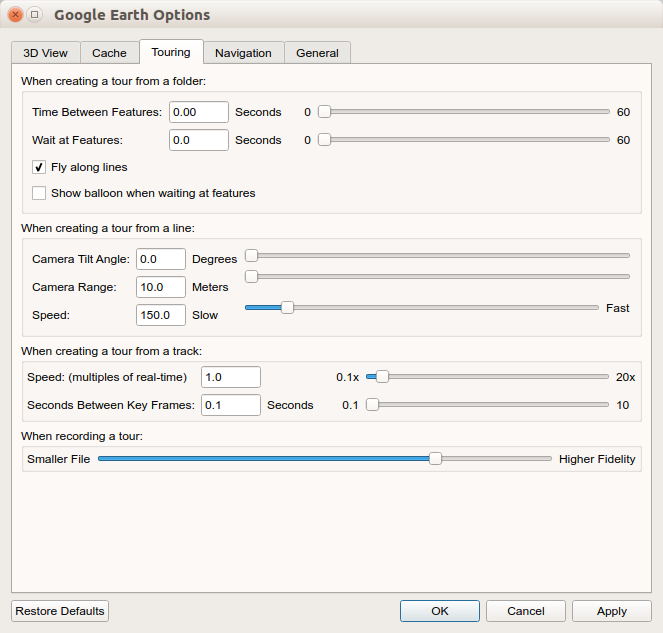 Google Earth Options
3D View Cache Touring Navigation General
When creating a tour from a folder:
Time Between Features: 0.00 Seconds 0 60
Wait at Features: 0.0 Seconds 0 60
Fly along lines
Show balloon when waiting at features
When creating a tour from a line:
Camera Tilt Angle: 0.0 Degrees
Camera Range: 10.0 Meters
Speed: 150.0 Slow Fast
When creating a tour from a track:
Speed: (multiples of real-time) 1.0 0.1x 20x
Seconds Between Key Frames: 0.1 Seconds 0.1 10
When recording a tour:
Smaller File Higher Fidelity
Restore Defaults OK Cancel Apply